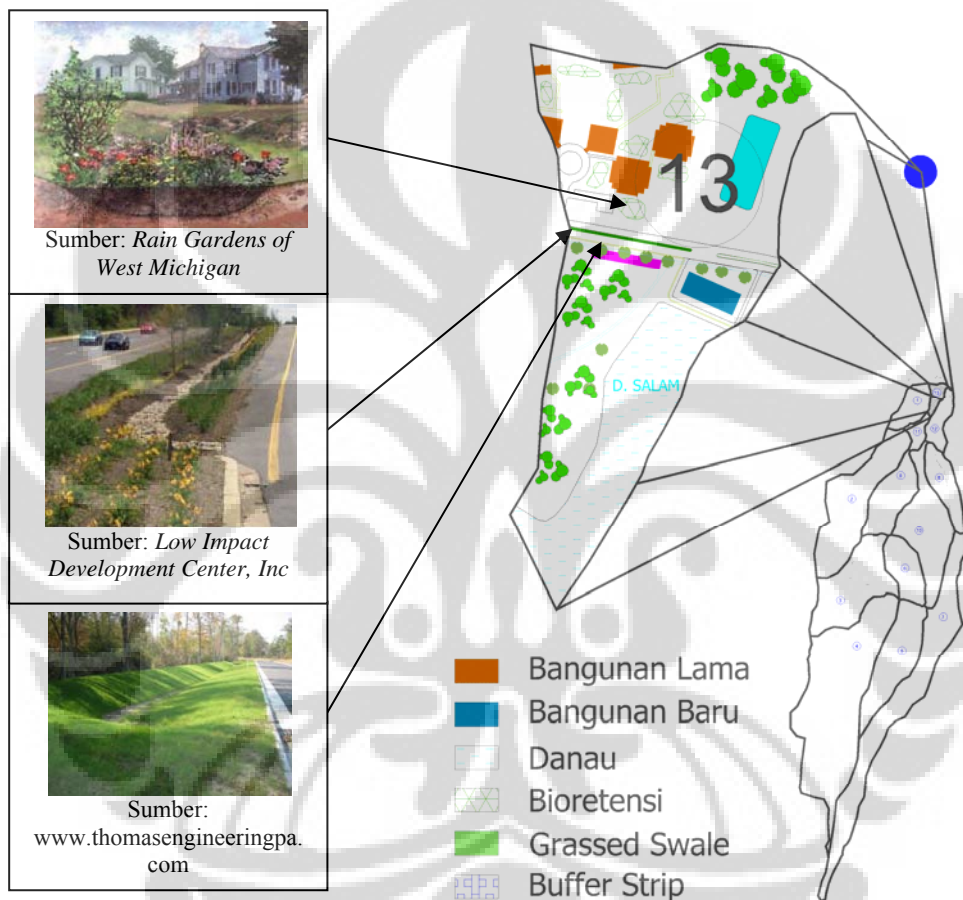 Sumber: Rain Gardens of
West Michigan
Sumber: Low Impact
Development Center, Inc
Sumber:
www.thomasengineeringpa.
com
13
D. SALAM
Bangunan Lama
Bangunan Baru
Danau
Bioretensi
Grassed Swale
Buffer Strip